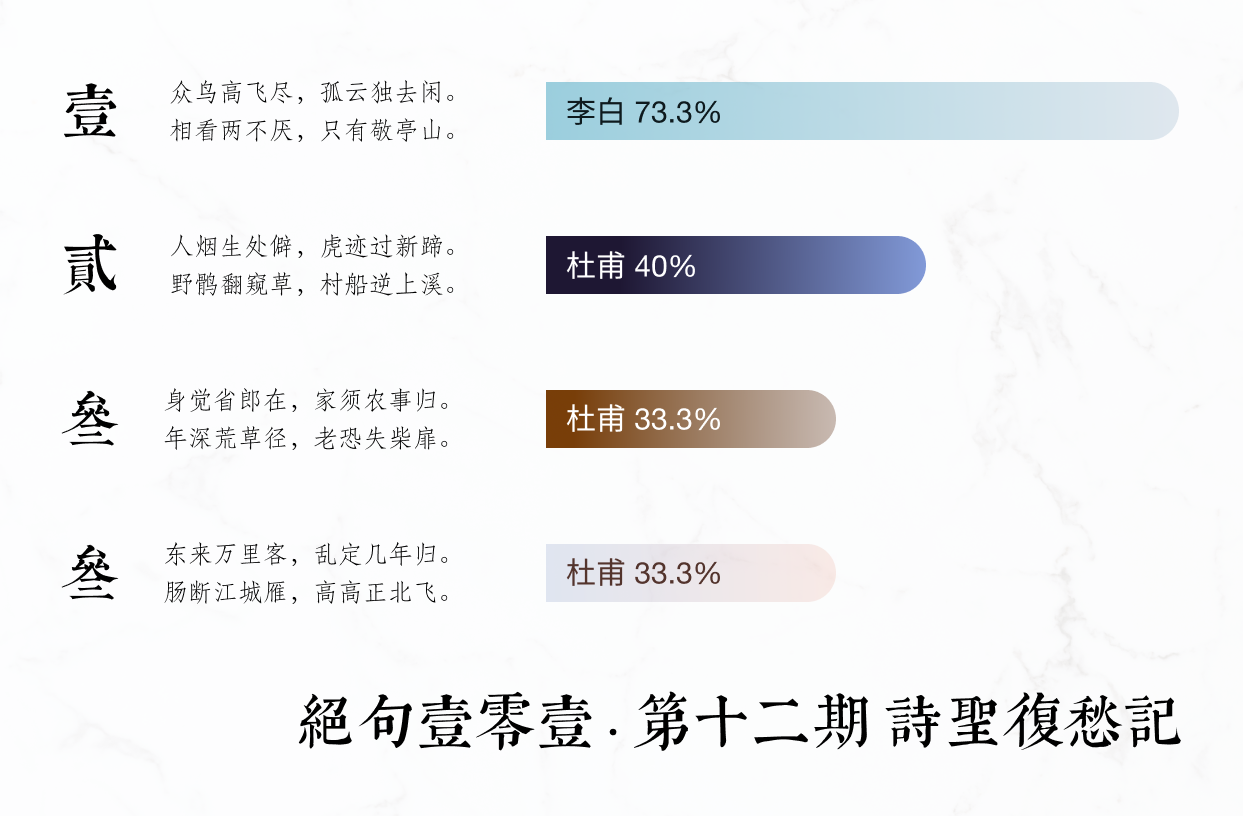 壹
众鸟高飞尽，孤云独去闲。
相看两不厌，只有敬亭山。
李白 73.3%
貳
人烟生处僻，虎迹过新蹄。
野鹘翻窥草，村船逆上溪。
杜甫 40%
叄
身觉省郎在，家须农事归。
年深荒草径，老恐失柴扉。
杜甫 33.3%
叄
东来万里客，乱定几年归。
肠断江城雁，高高正北飞。
杜甫 33.3%
絕句壹零壹 . 第十二期 詩聖復愁記